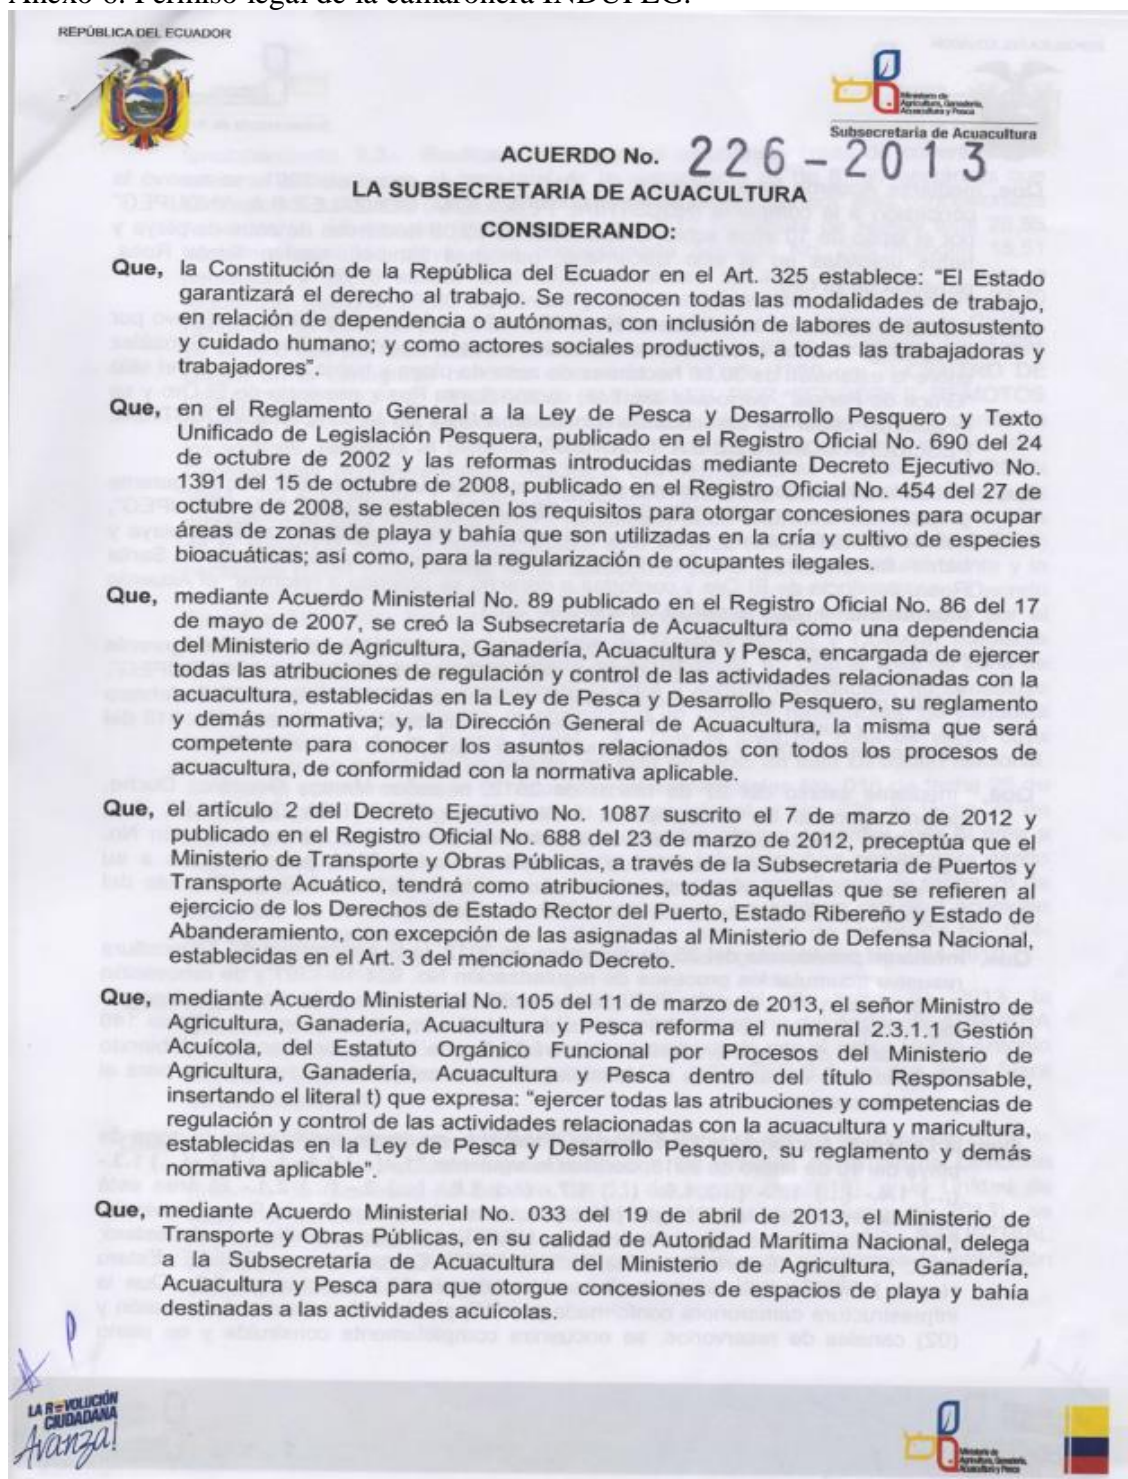 Anexo 6. Permiso legal de la camaronera INDUPEG.
REPÚBLICA DEL ECUADOR
Ministerio de
Agricultura, Ganadería,
Acuacultura y Pesca
Subsecretaría de Acuacultura
ACUERDO No. 226-2013
LA SUBSECRETARIA DE ACUACULTURA
CONSIDERANDO:
Que, la Constitución de la República del Ecuador en el Art. 325 establece: "El Estado
garantizará el derecho al trabajo. Se reconocen todas las modalidades de trabajo,
en relación de dependencia o autónomas, con inclusión de labores de autosustento
y cuidado humano; y como actores sociales productivos, a todas las trabajadoras y
trabajadores".
Que, en el Reglamento General a la Ley de Pesca y Desarrollo Pesquero y Texto
Unificado de Legislación Pesquera, publicado en el Registro Oficial No. 690 del 24
de octubre de 2002 y las reformas introducidas mediante Decreto Ejecutivo No.
1391 del 15 de octubre de 2008, publicado en el Registro Oficial No. 454 del 27 de
octubre de 2008, se establecen los requisitos para otorgar concesiones para ocupar
áreas de zonas de playa y bahía que son utilizadas en la cría y cultivo de especies
bioacuáticas; así como, para la regularización de ocupantes ilegales.
Que, mediante Acuerdo Ministerial No. 89 publicado en el Registro Oficial No. 86 del 17
de mayo de 2007, se creó la Subsecretaría de Acuacultura como una dependencia
del Ministerio de Agricultura, Ganadería, Acuacultura y Pesca, encargada de ejercer
todas las atribuciones de regulación y control de las actividades relacionadas con la
acuacultura, establecidas en la Ley de Pesca y Desarrollo Pesquero, su reglamento
y demás normativa; y, la Dirección General de Acuacultura, la misma que será
competente para conocer los asuntos relacionados con todos los procesos de
acuacultura, de conformidad con la normativa aplicable.
Que, el artículo 2 del Decreto Ejecutivo No. 1087 suscrito el 7 de marzo de 2012 y
publicado en el Registro Oficial No. 688 del 23 de marzo de 2012, preceptúa que el
Ministerio de Transporte y Obras Públicas, a través de la Subsecretaria de Puertos y
Transporte Acuático, tendrá como atribuciones, todas aquellas que se refieren al
ejercicio de los Derechos de Estado Rector del Puerto, Estado Ribereño y Estado de
Abanderamiento, con excepción de las asignadas al Ministerio de Defensa Nacional,
establecidas en el Art. 3 del mencionado Decreto.
Que, mediante Acuerdo Ministerial No. 105 del 11 de marzo de 2013, el señor Ministro de
Agricultura, Ganadería, Acuacultura y Pesca reforma el numeral 2.3.1.1 Gestión
Acuícola, del Estatuto Orgánico Funcional por Procesos del Ministerio de
Agricultura, Ganadería, Acuacultura y Pesca dentro del título Responsable,
insertando el literal t) que expresa: "ejercer todas las atribuciones y competencias de
regulación y control de las actividades relacionadas con la acuacultura y maricultura,
establecidas en la Ley de Pesca y Desarrollo Pesquero, su reglamento y demás
normativa aplicable".
Que, mediante Acuerdo Ministerial No. 033 del 19 de abril de 2013, el Ministerio de
Transporte y Obras Públicas, en su calidad de Autoridad Marítima Nacional, delega
a la Subsecretaría de Acuacultura del Ministerio de Agricultura, Ganadería,
Acuacultura y Pesca para que otorgue concesiones de espacios de playa y bahía
destinadas a las actividades acuícolas.
LA REVOLUCIÓN
CIUDADANA
Avanza!
Ministerio de
Agricultura, Ganadería,
Acuacultura y Pesca